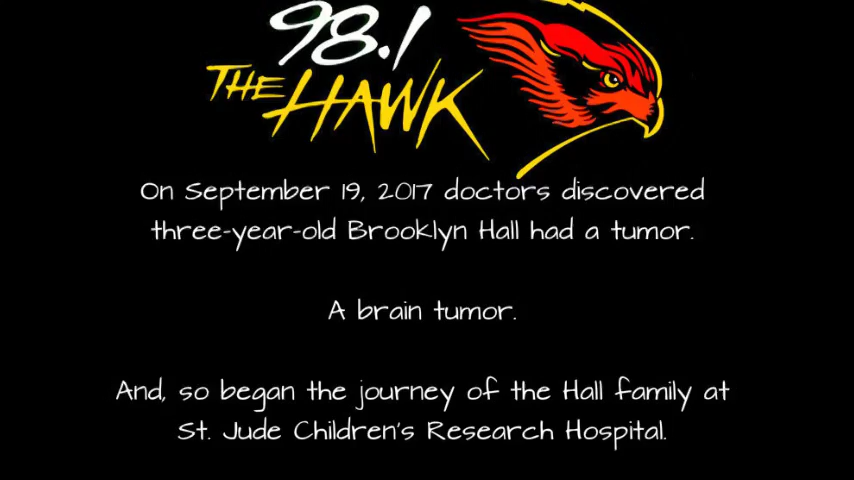 98.1
THE HAWK
On September 19, 2017 doctors discovered
three-year-old Brooklyn Hall had a tumor.
A brain tumor.
And, so began the journey of the Hall family at
St. Jude Children's Research Hospital.